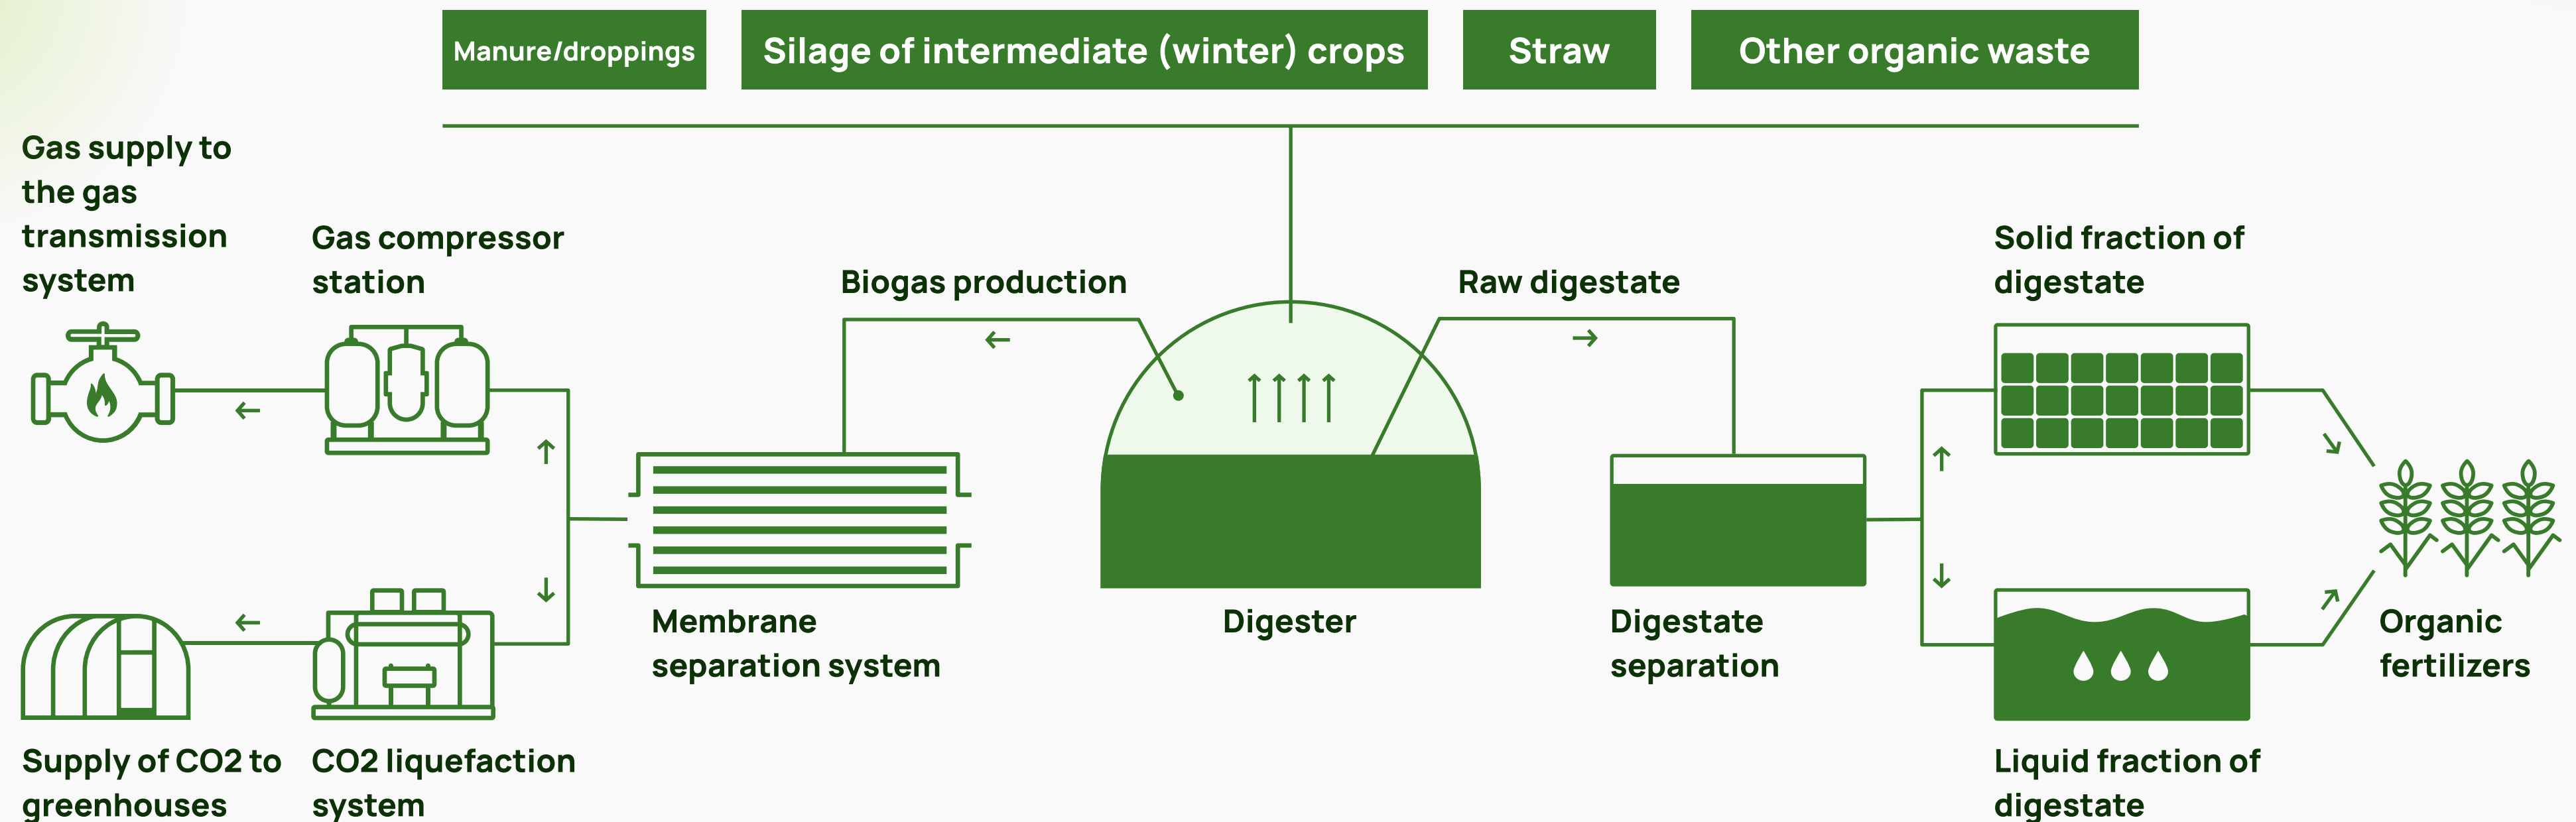 Manure/droppings
Silage of intermediate (winter) crops
Straw
Other organic waste
Gas supply to
the gas
transmission
system
Gas compressor
station
Biogas production
Raw digestate
Solid fraction of
digestate
Membrane
separation system
Digester
Digestate
separation
Organic
fertilizers
Supply of CO2 to
greenhouses
CO2 liquefaction
system
Liquid fraction of
digestate